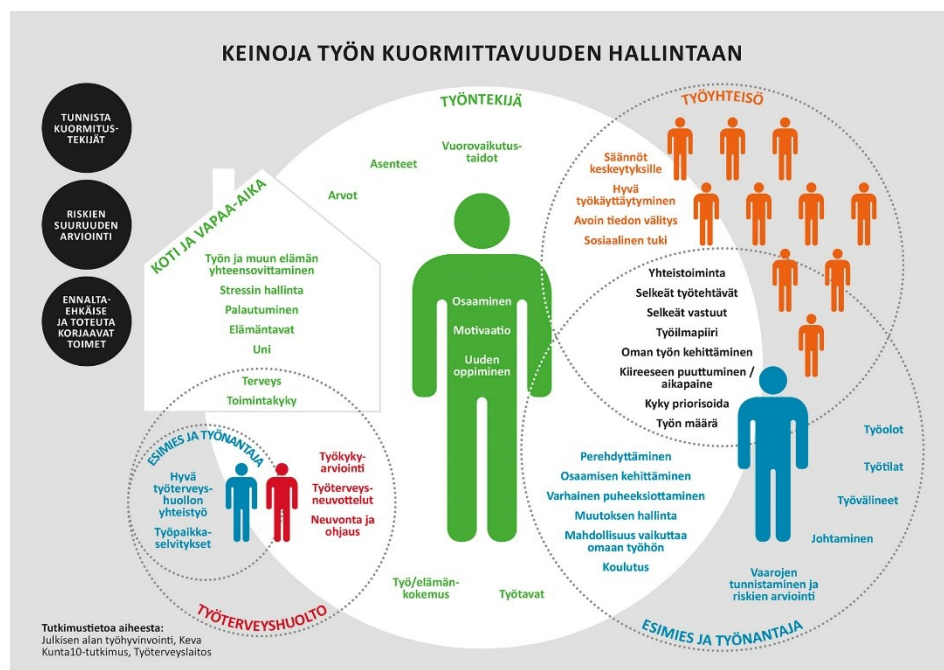 KEINOJA TYÖN KUORMITTAVUUDEN HALLINTAAN
TUNNISTA
KUORMITUS-
TEKIJÄT
RISKIEN
SUURUUDEN
ARVIOINTI
ENNALTA-
EHKÄISE
JA TOTEUTA
KORJAAVAT
TOIMET
KOTI JA VAPAA-AIKA
Työn ja muun elämän
yhteensovittaminen
Stressin hallinta
Palautuminen
Elämäntavat
Uni
Terveys
Toimintakyky
TYÖNTEKIJÄ
Vuorovaikutus-
taidot
Asenteet
Arvot
Osaaminen
Motivaatio
Uuden
oppiminen
Työ/elämän-
kokemus
Työtavat
TYÖYHTEISÖ
Säännöt
keskeytyksille
Hyvä
työkäyttäytyminen
Avoin tiedon välitys
Sosiaalinen tuki
Yhteistoiminta
Selkeät työtehtävät
Selkeät vastuut
Työilmapiiri
Oman työn kehittäminen
Kiireeseen puuttuminen /
aikapaine
Kyky priorisoida
Työn määrä
Perehdyttäminen
Osaamisen kehittäminen
Varhainen puheeksiottaminen
Muutoksen hallinta
Mahdollisuus vaikuttaa
omaan työhön
Koulutus
Työolot
Työtilat
Työvälineet
Johtaminen
Vaarojen
tunnistaminen ja
riskien arviointi
ESIMIES JA TYÖNANTAJA
ESIMIES JA TYÖNANTAJA
Hyvä
työterveys-
huollon
yhteistyö
Työpaikka-
selvitykset
Työkyky-
arviointi
Työterveys-
neuvottelut
Neuvonta ja
ohjaus
TYÖTERVEYSHUOLTO
Tutkimustietoa aiheesta:
Julkisen alan työhyvinvointi, Keva
Kunta10-tutkimus, Työterveyslaitos